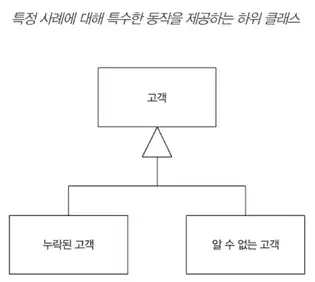 특정 사례에 대해 특수한 동작을 제공하는 하위 클래스
고객
누락된 고객
알 수 없는 고객